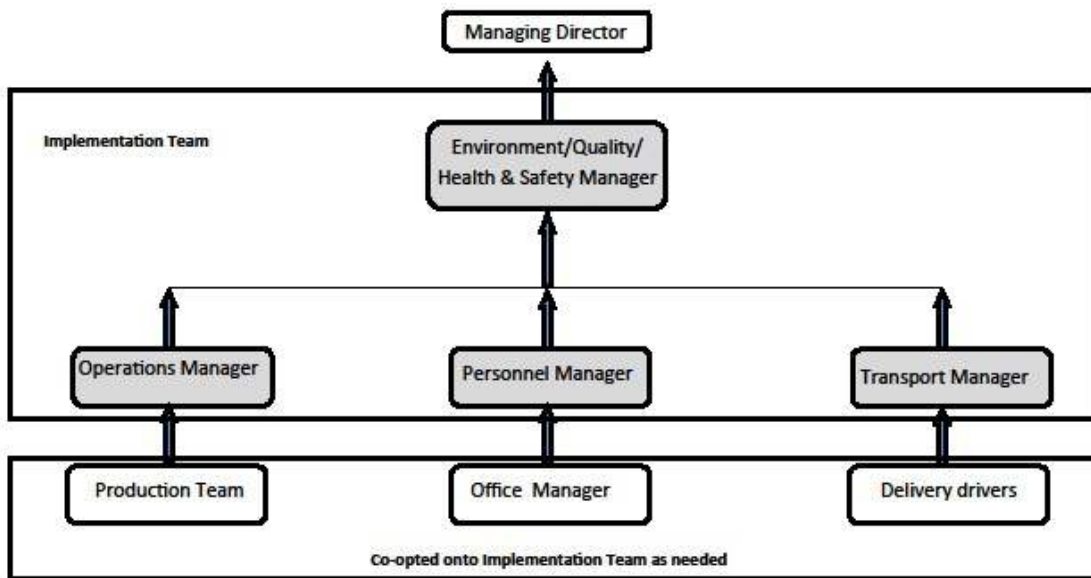 Managing Director
Implementation Team
Environment/Quality/
Health & Safety Manager
Operations Manager
Personnel Manager
Transport Manager
Production Team
Office Manager
Delivery drivers
Co-opted onto Implementation Team as needed